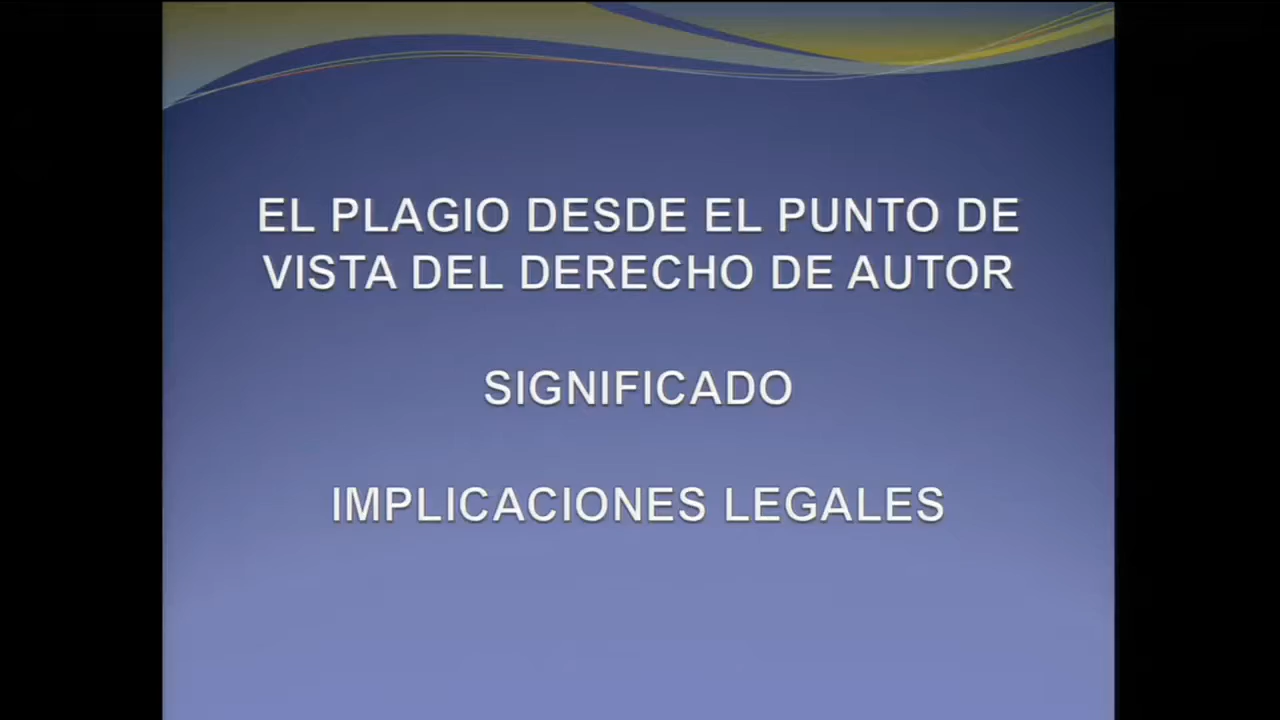 EL PLAGIO DESDE EL PUNTO DE
VISTA DEL DERECHO DE AUTOR
SIGNIFICADO
IMPLICACIONES LEGALES